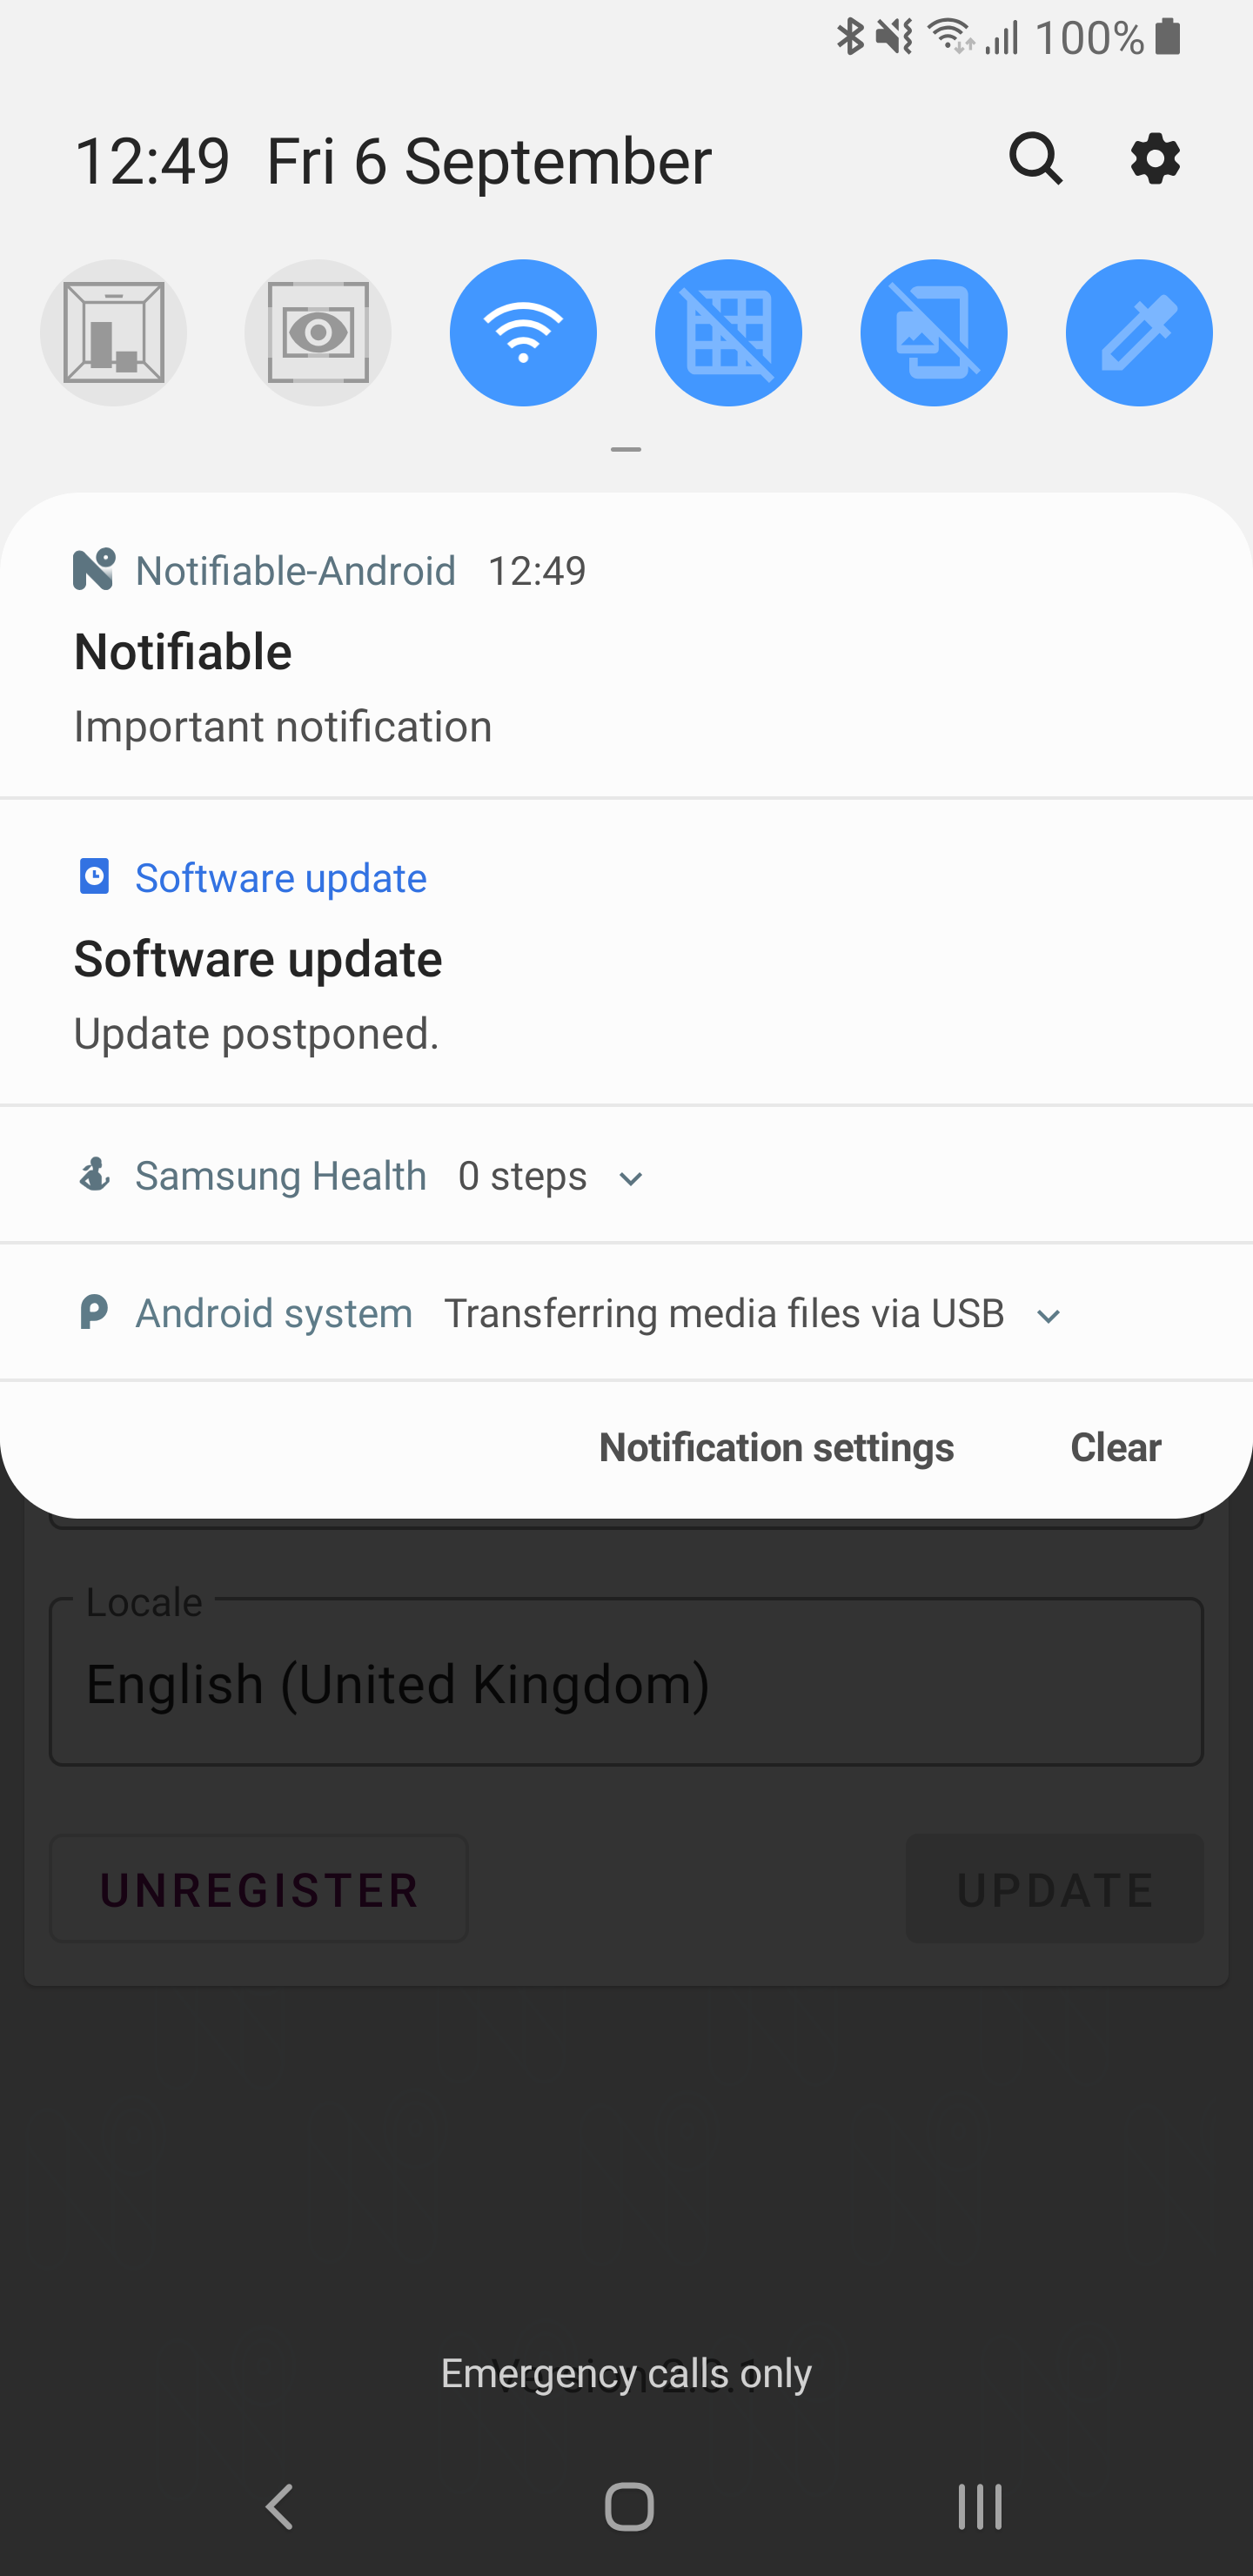 100%
12:49 Fri 6 September
Notifiable-Android 12:49
Notifiable
Important notification
Software update
Software update
Update postponed.
Samsung Health 0 steps
Android system Transferring media files via USB
Notification settings Clear
Locale
English (United Kingdom)
UNREGISTER UPDATE
Emergency calls only